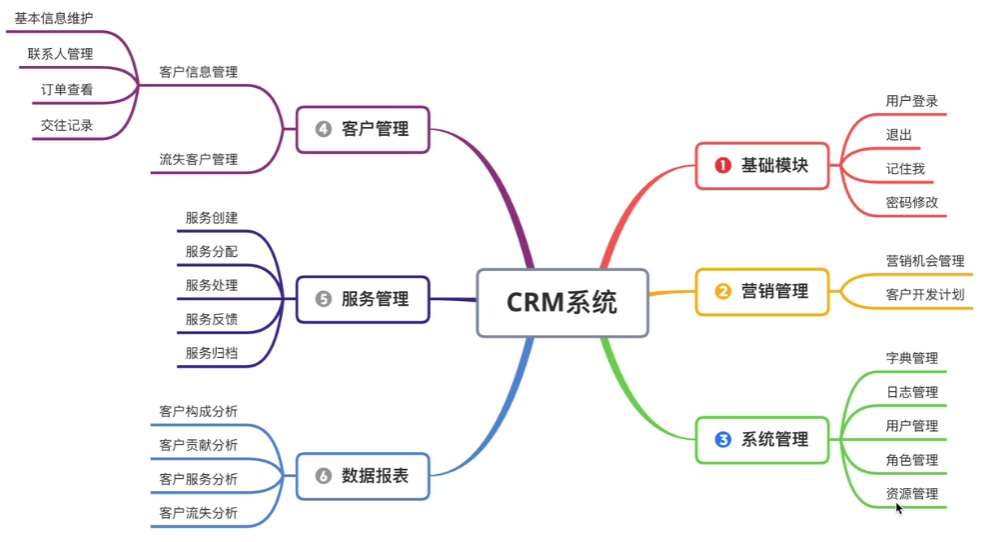 CRM系统
1 基础模块
用户登录
退出
记住我
密码修改
2 营销管理
营销机会管理
客户开发计划
3 系统管理
字典管理
日志管理
用户管理
角色管理
资源管理
4 客户管理
客户信息管理
基本信息维护
联系人管理
订单查看
交往记录
流失客户管理
5 服务管理
服务创建
服务分配
服务处理
服务反馈
服务归档
6 数据报表
客户构成分析
客户贡献分析
客户服务分析
客户流失分析